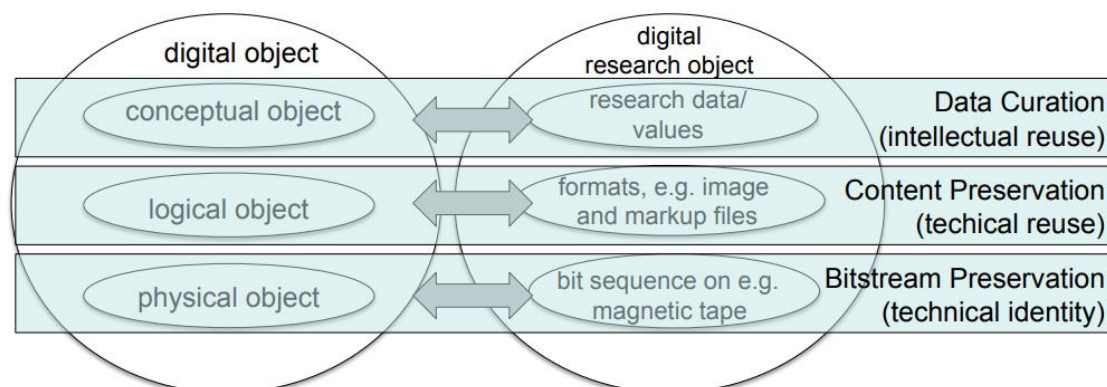 digital object
digital
research object
conceptual object
research data/
values
Data Curation
(intellectual reuse)
logical object
formats, e.g. image
and markup files
Content Preservation
(techical reuse)
physical object
bit sequence on e.g.
magnetic tape
Bitstream Preservation
(technical identity)